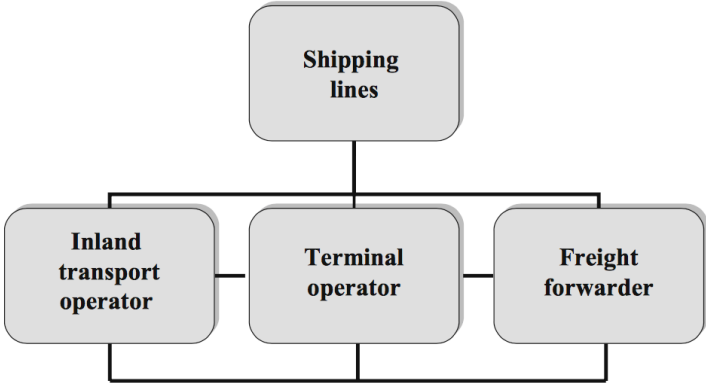 Shipping
lines
Inland
transport
operator
Terminal
operator
Freight
forwarder